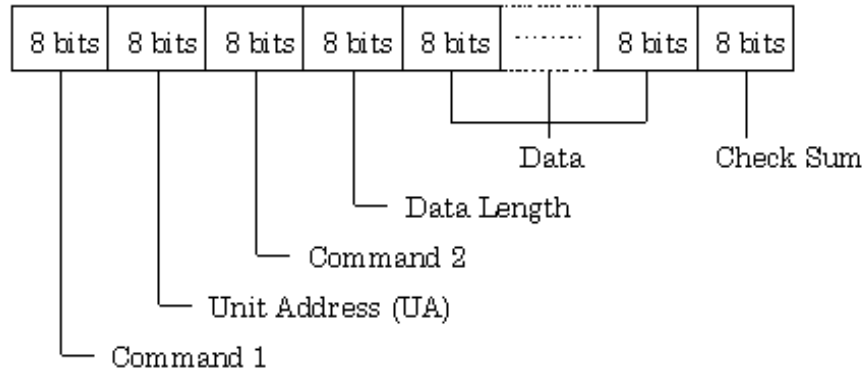 8 bits 8 bits 8 bits 8 bits 8 bits ....... 8 bits 8 bits
Data Check Sum
Data Length
Command 2
Unit Address (UA)
Command 1